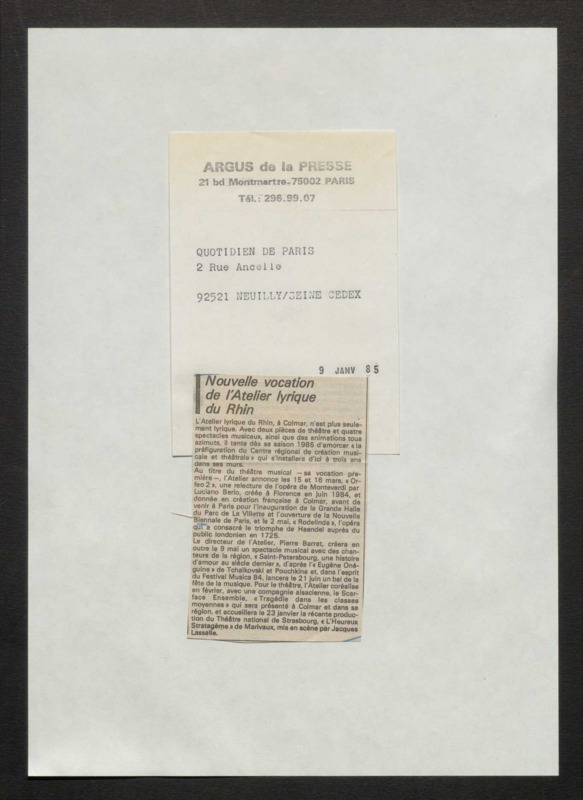 ARGUS de la PRESSE
21 bd Montmartre-75002 PARIS
Tél.: 296.99.07
QUOTIDIEN DE PARIS
2 Rue Ancelle
92521 NEUILLY/SEINE CEDEX
9 JANV 85
Nouvelle vocation
de l'Atelier lyrique
du Rhin
L'Atelier lyrique du Rhin, à Colmar, n'est plus seule-
ment lyrique. Avec deux pièces de théâtre et quatre
spectacles musicaux, ainsi que des animations tous
azimuts, il tente dès sa saison 1985 d'amorcer « la
préfiguration du Centre régional de création musi-
cale et théâtrale » qui s'installera d'ici à trois ans
dans ses murs.
Au titre du théâtre musical — sa vocation pre-
mière —, l'Atelier annonce les 15 et 16 mars, « Or-
feo 2 », une relecture de l'opéra de Monteverdi par
Luciano Berio, créée à Florence en juin 1984, et
donnée en création française à Colmar, avant de
venir à Paris pour l'inauguration de la Grande Halle
du Parc de La Villette et l'ouverture de la Nouvelle
Biennale de Paris, et le 2 mai, « Rodelinda », l'opéra
qui a consacré le triomphe de Haendel auprès du
public londonien en 1725.
Le directeur de l'Atelier, Pierre Barrat, créera en
outre le 9 mai un spectacle musical avec des chan-
teurs de la région, « Saint-Petersbourg, une histoire
d'amour au siècle dernier », d'après l'« Eugène Oné-
guine » de Tchaïkovski et Pouchkine et, dans l'esprit
du Festival Musica 84, lancera le 21 juin un bal de la
fête de la musique. Pour le théâtre, l'Atelier coréalise
en février, avec une compagnie alsacienne, le Scar-
face Ensemble, « Tragédie dans les classes
moyennes » qui sera présenté à Colmar et dans sa
région, et accueillera le 23 janvier la récente produc-
tion du Théâtre national de Strasbourg, « L'Heureux
Stratagème » de Marivaux, mis en scène par Jacques
Lassalle.